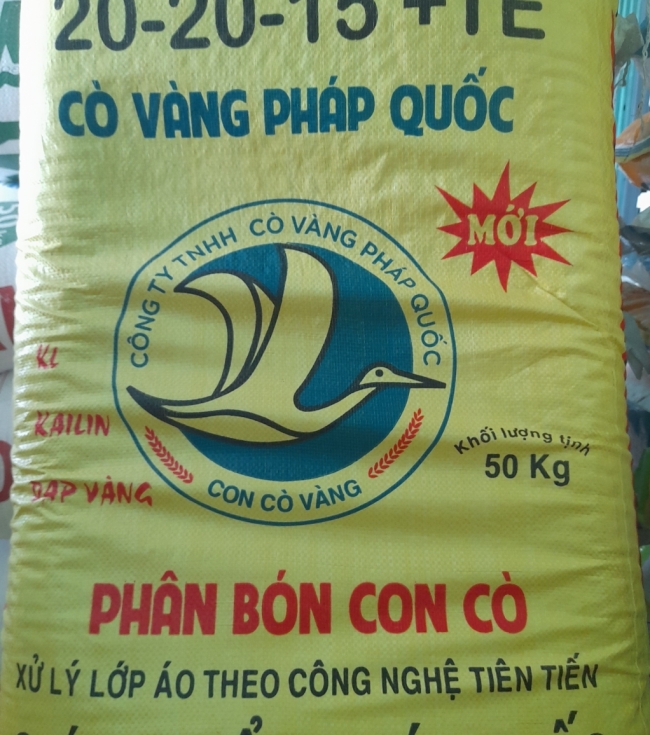 20-20-15 +TE
CÒ VÀNG PHÁP QUỐC
MỚI
CÔNG TY TNHH CÒ VÀNG PHÁP QUỐC
KL
KAILIN
DAP VÀNG
CON CÒ VÀNG
Khối lượng tịnh
50 Kg
PHÂN BÓN CON CÒ
XỬ LÝ LỚP ÁO THEO CÔNG NGHỆ TIÊN TIẾN